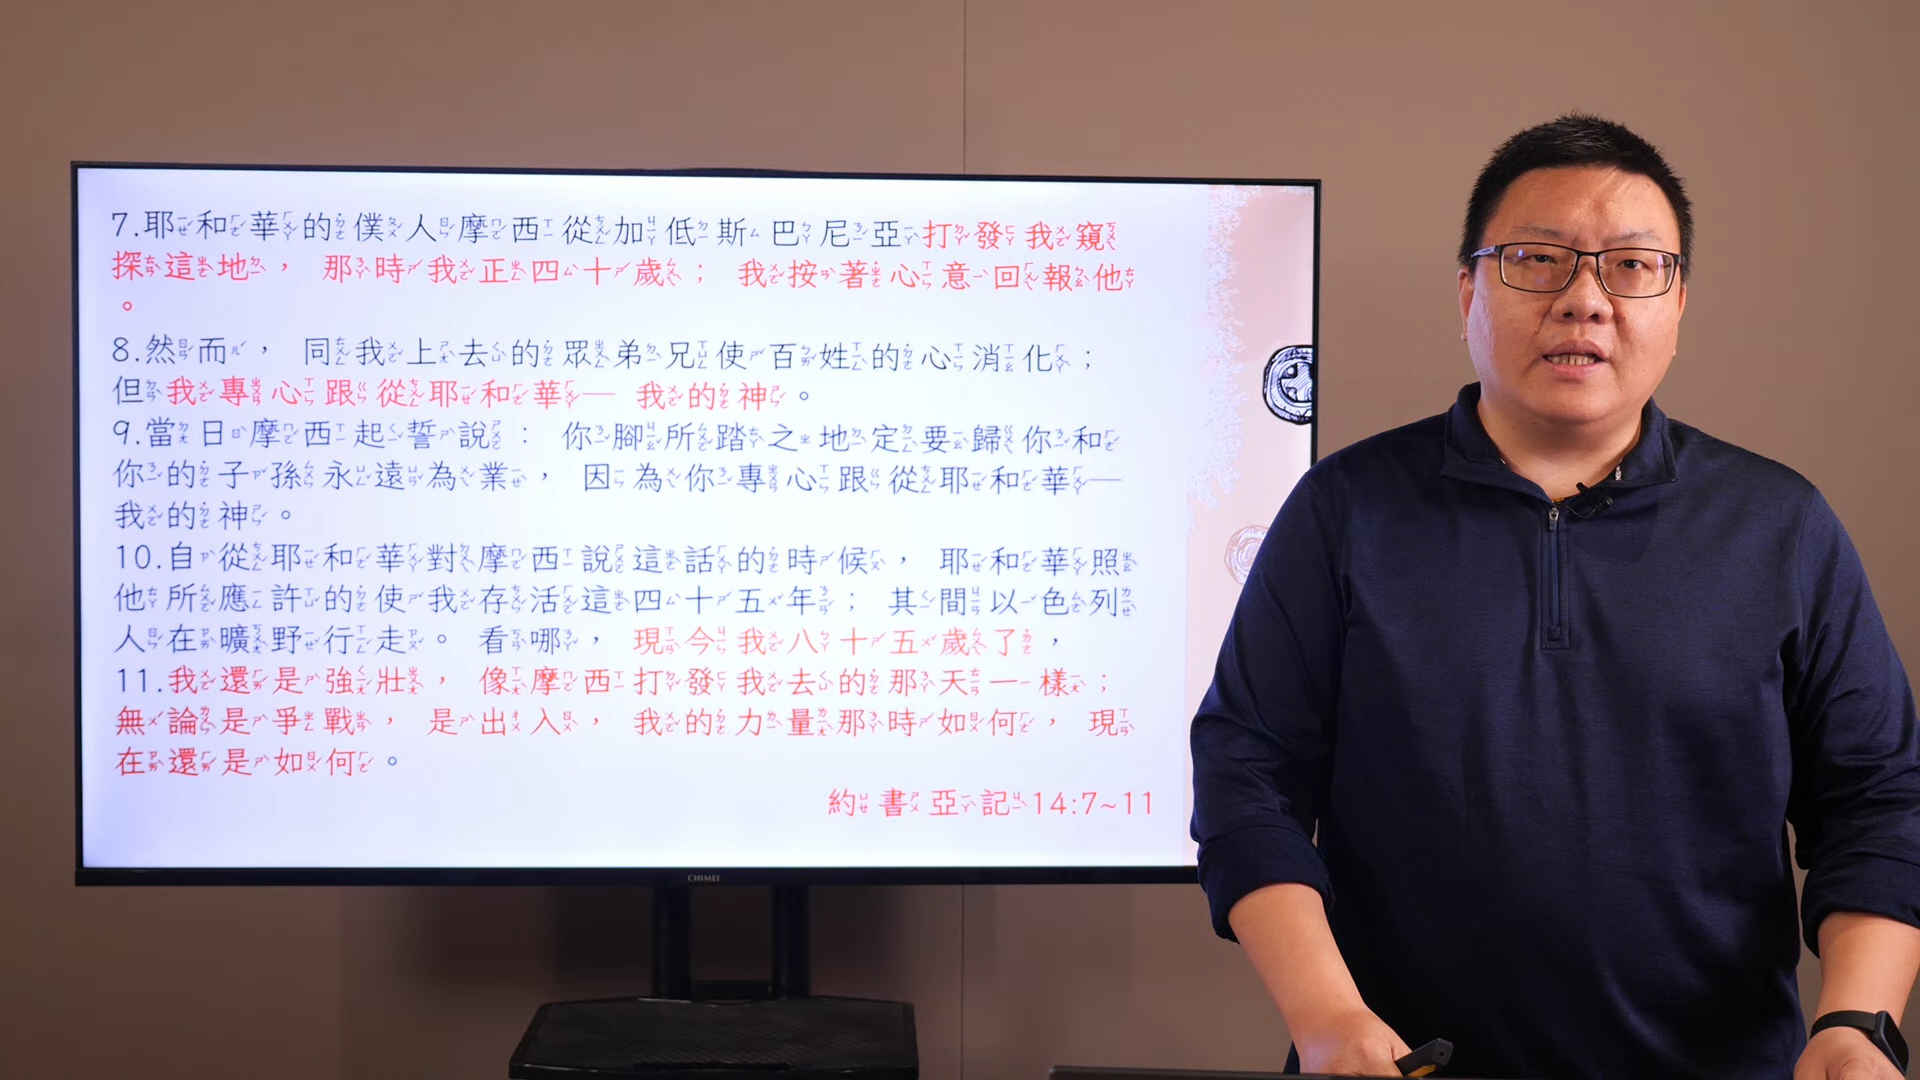 7.耶和華的僕人摩西從加低斯巴尼亞打發我窺
探這地，那時我正四十歲；我按著心意回報他
。
8.然而，同我上去的眾弟兄使百姓的心消化；
但我專心跟從耶和華─我的神。
9.當日摩西起誓說：你腳所踏之地定要歸你和
你的子孫永遠為業，因為你專心跟從耶和華─
我的神。
10.自從耶和華對摩西說這話的時候，耶和華照
他所應許的使我存活這四十五年；其間以色列
人在曠野行走。看哪，現今我八十五歲了，
11.我還是強壯，像摩西打發我去的那天一樣；
無論是爭戰，是出入，我的力量那時如何，現
在還是如何。
約書亞記14:7~11
CHIMEI